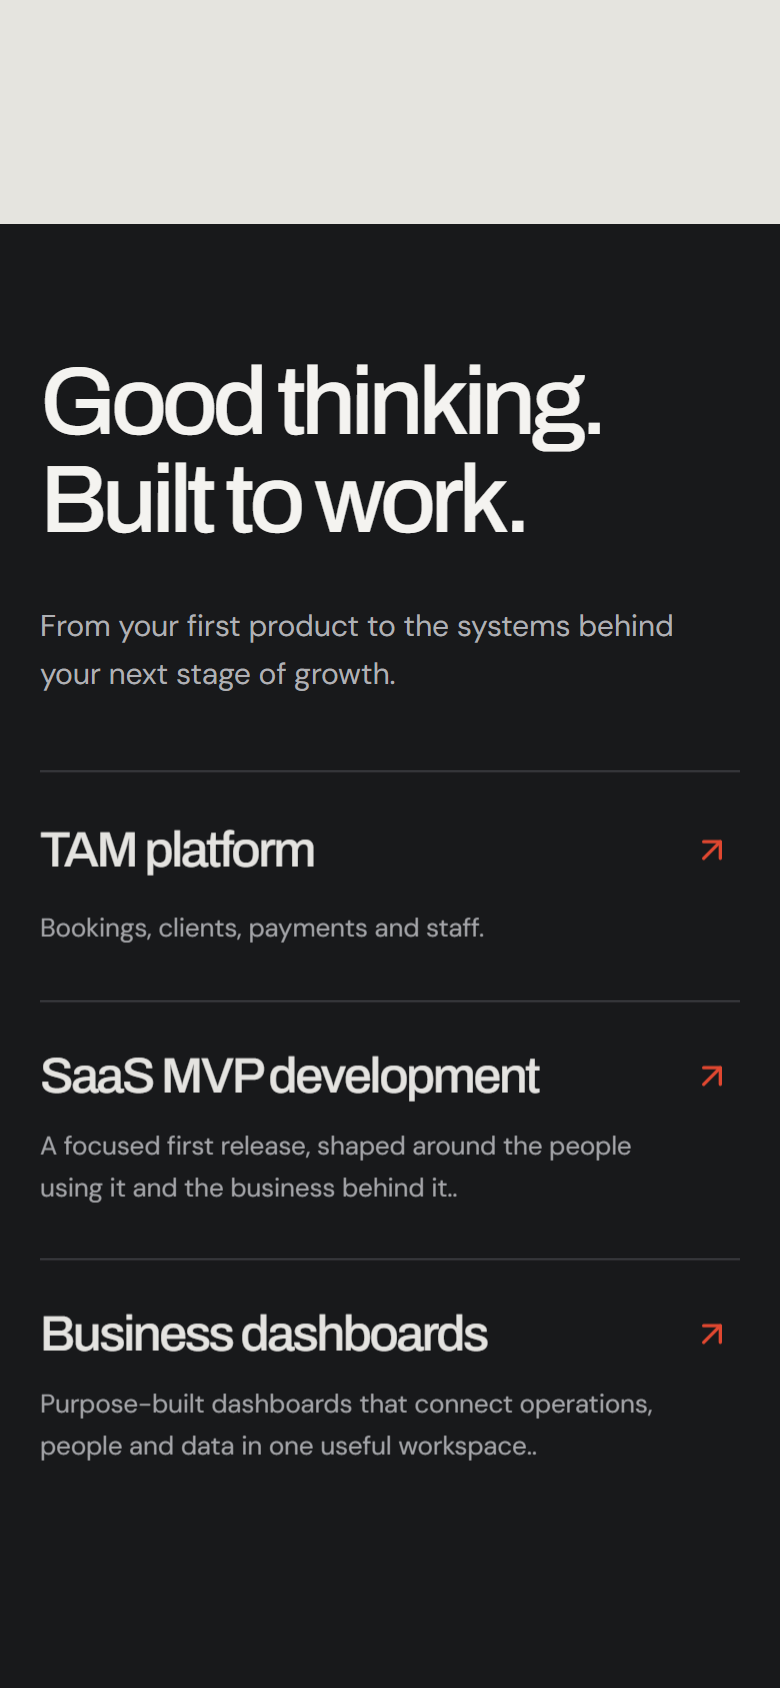 Good thinking.
Built to work.
From your first product to the systems behind
your next stage of growth.
TAM platform
Bookings, clients, payments and staff.
SaaS MVP development
A focused first release, shaped around the people
using it and the business behind it..
Business dashboards
Purpose-built dashboards that connect operations,
people and data in one useful workspace..